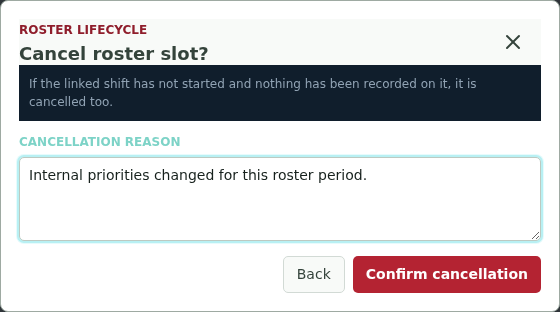 ROSTER LIFECYCLE
Cancel roster slot?
If the linked shift has not started and nothing has been recorded on it, it is
cancelled too.
CANCELLATION REASON
Internal priorities changed for this roster period.
Back
Confirm cancellation